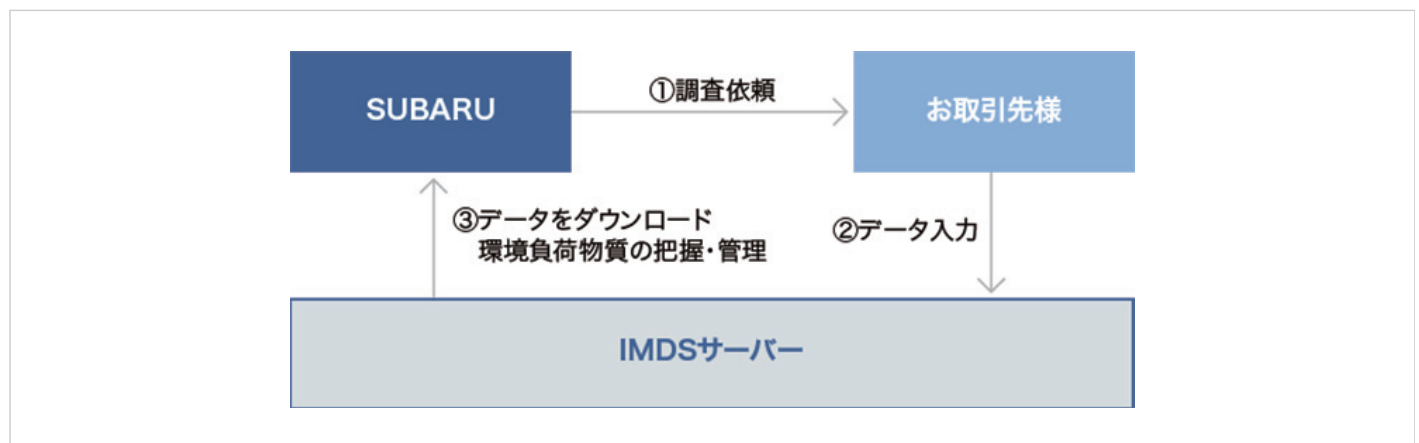 SUBARU
①調査依頼
お取引先様
③データをダウンロード
環境負荷物質の把握・管理
②データ入力
IMDSサーバー